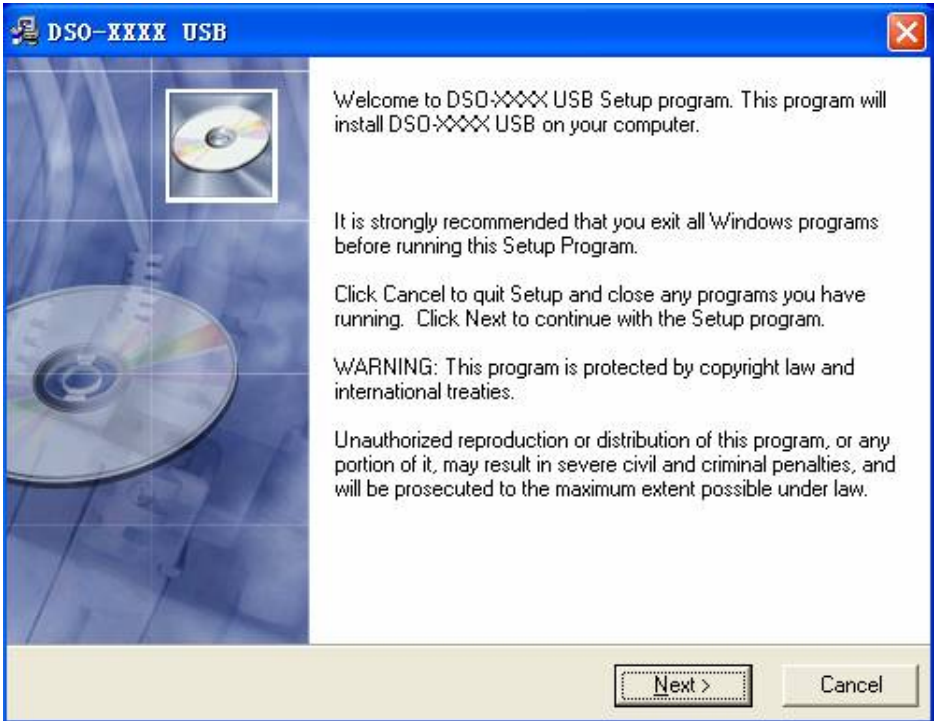 DSO-XXXX USB
Welcome to DSO-XXXX USB Setup program. This program will
install DSO-XXXX USB on your computer.
It is strongly recommended that you exit all Windows programs
before running this Setup Program.
Click Cancel to quit Setup and close any programs you have
running.  Click Next to continue with the Setup program.
WARNING: This program is protected by copyright law and
international treaties.
Unauthorized reproduction or distribution of this program, or any
portion of it, may result in severe civil and criminal penalties, and
will be prosecuted to the maximum extent possible under law.
Next >
Cancel